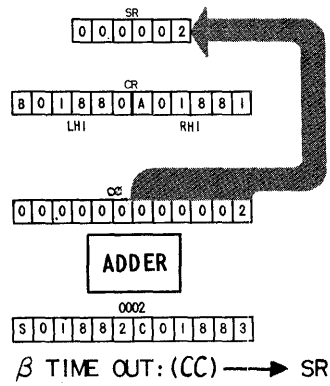 SR
0 0 0 0 0 2
CR
B 0 1 8 8 0 A 0 1 8 8 1
LHI RHI
CC
0 0 0 0 0 0 0 0 0 0 0 2
ADDER
0002
S 0 1 8 8 2 C 0 1 8 8 3
β TIME OUT: (CC) → SR